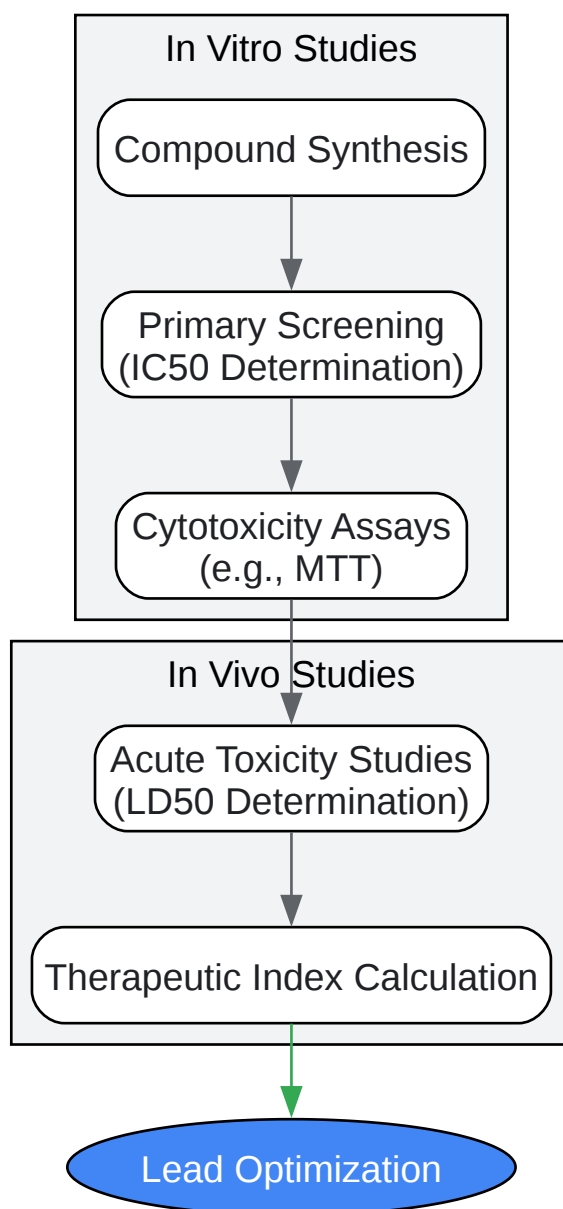 In Vitro Studies
Compound Synthesis
Primary Screening
(IC50 Determination)
Cytotoxicity Assays
(e.g., MTT)
In Vivo Studies
Acute Toxicity Studies
(LD50 Determination)
Therapeutic Index Calculation
Lead Optimization